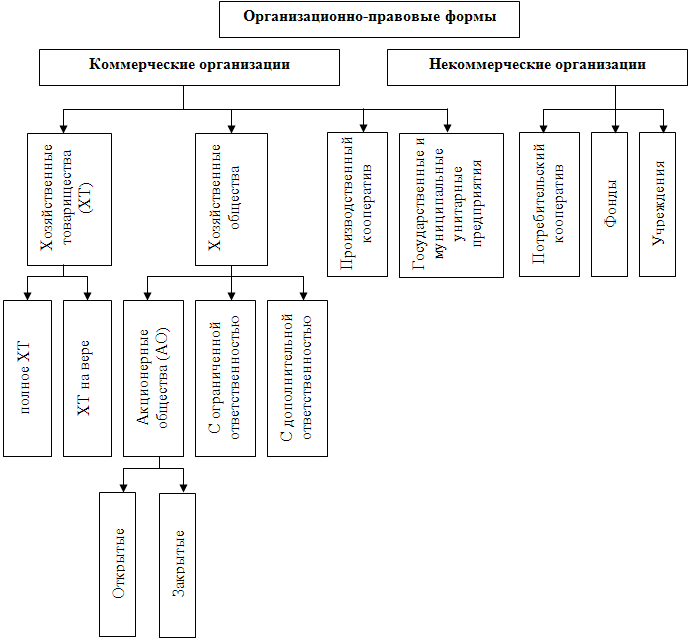 Организационно-правовые формы
Коммерческие организации
Некоммерческие организации
Хозяйственные
товарищества
(ХТ)
Хозяйственные
общества
Производственный
кооператив
Государственные и
муниципальные
унитарные
предприятия
Потребительский
кооператив
Фонды
Учреждения
полное ХТ
ХТ на вере
Акционерные
общества (АО)
С ограниченной
ответственностью
С дополнительной
ответственностью
Открытые
Закрытые